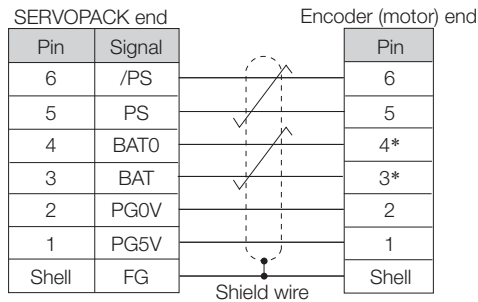 SERVOPACK end
Encoder (motor) end
Pin Signal Pin
6 /PS 6
5 PS 5
4 BAT0 4*
3 BAT 3*
2 PG0V 2
1 PG5V 1
Shell FG Shell
Shield wire